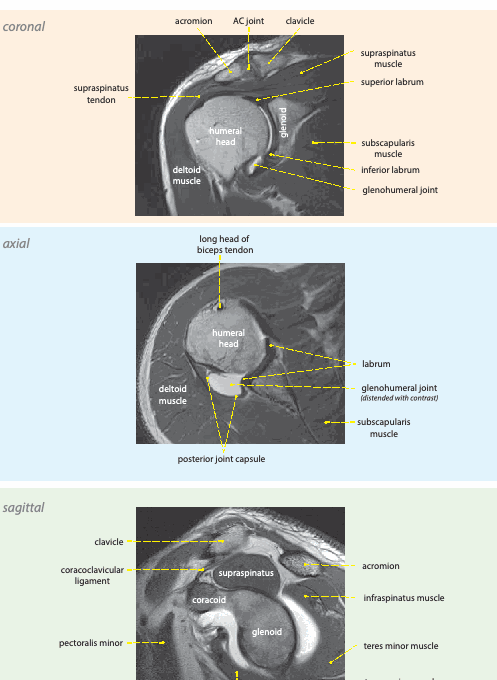 coronal
acromion
AC joint
clavicle
supraspinatus
muscle
superior labrum
supraspinatus
tendon
glenoid
humeral
head
subscapularis
muscle
deltoid
muscle
inferior labrum
glenohumeral joint
axial
long head of
biceps tendon
humeral
head
labrum
deltoid
muscle
glenohumeral joint
(distended with contrast)
subscapularis
muscle
posterior joint capsule
sagittal
clavicle
coracoclavicular
ligament
acromion
supraspinatus
coracoid
infraspinatus muscle
glenoid
pectoralis minor
teres minor muscle